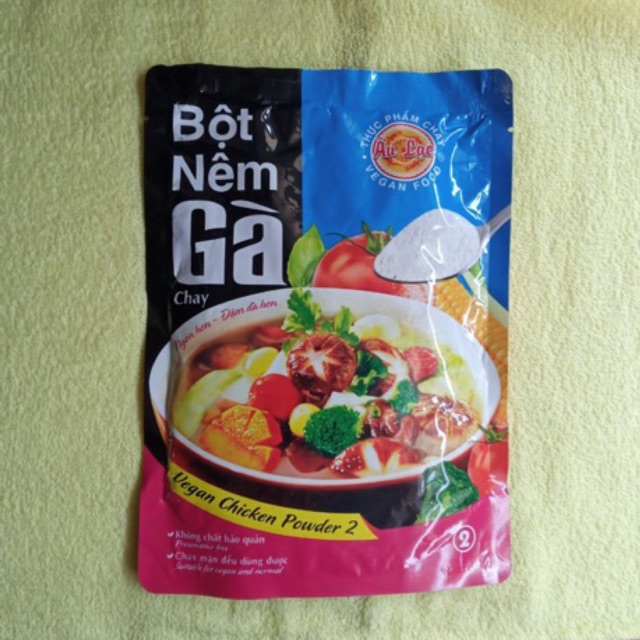 Bột
Nêm
Gà
Chay
THỰC PHẨM CHAY
Âu Lạc
VEGAN FOOD
Ngon hơn - Đậm đà hơn
Vegan Chicken Powder 2
Không chất bảo quản
Preservative free
Chay mặn đều dùng được
Suitable for vegan and normal
2